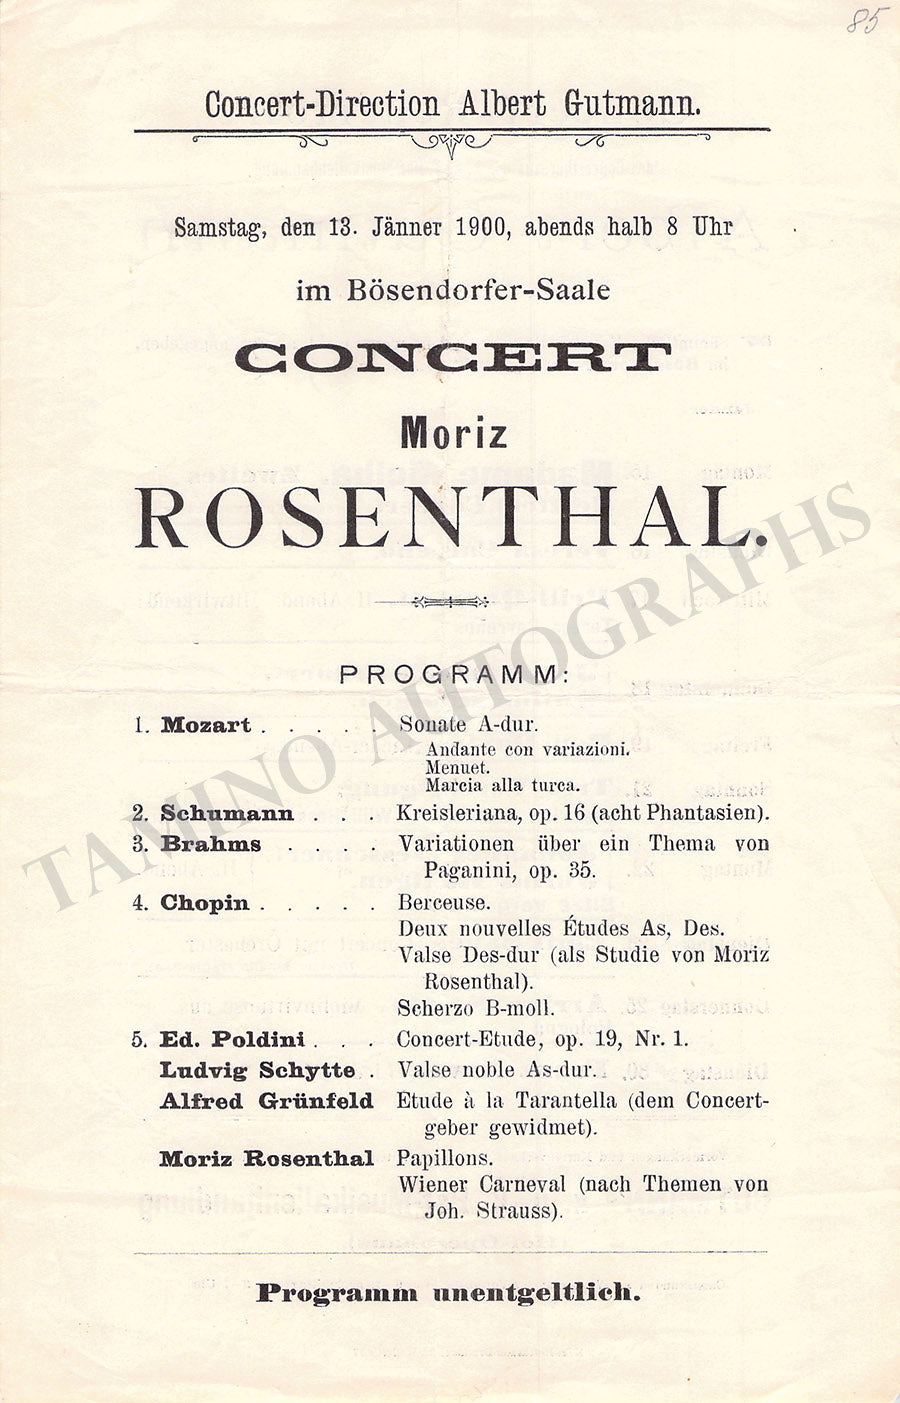 85
Concert-Direction Albert Gutmann.
Samstag, den 13. Jänner 1900, abends halb 8 Uhr
im Bösendorfer-Saale
CONCERT
Moriz
ROSENTHAL.
PROGRAMM:
1. Mozart . . . . . Sonate A-dur.
Andante con variazioni.
Menuet.
Marcia alla turca.
2. Schumann . . . Kreisleriana, op. 16 (acht Phantasien).
3. Brahms . . . . Variationen über ein Thema von
Paganini, op. 35.
4. Chopin . . . . . Berceuse.
Deux nouvelles Études As, Des.
Valse Des-dur (als Studie von Moriz
Rosenthal).
Scherzo B-moll.
5. Ed. Poldini . . . Concert-Etude, op. 19, Nr. 1.
Ludvig Schytte . Valse noble As-dur.
Alfred Grünfeld Etude à la Tarantella (dem Concert-
geber gewidmet).
Moriz Rosenthal Papillons.
Wiener Carneval (nach Themen von
Joh. Strauss).
Programm unentgeltlich.
TAMINO AUTOGRAPHS